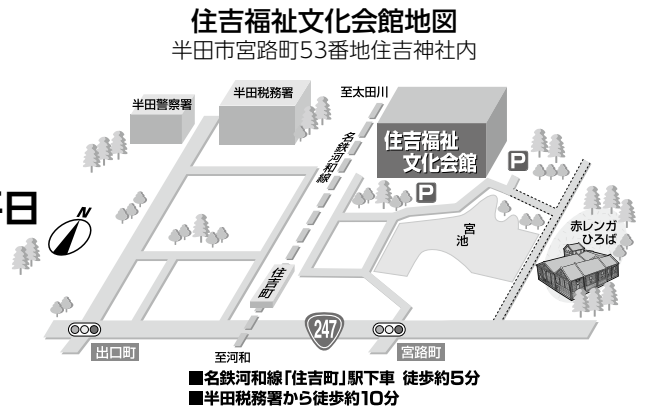 住吉福祉文化会館地図
半田市宮路町53番地住吉神社内
半田警察署
半田税務署
至太田川
名鉄河和線
住吉福祉
文化会館
P
P
日
N
宮池
赤レンガ
ひろば
住吉町
247
出口町
至河和
宮路町
■名鉄河和線「住吉町」駅下車 徒歩約5分
■半田税務署から徒歩約10分